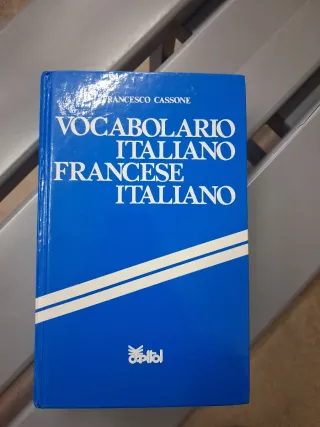 FRANCESCO CASSONE
VOCABOLARIO
ITALIANO
FRANCESE
ITALIANO
capitol